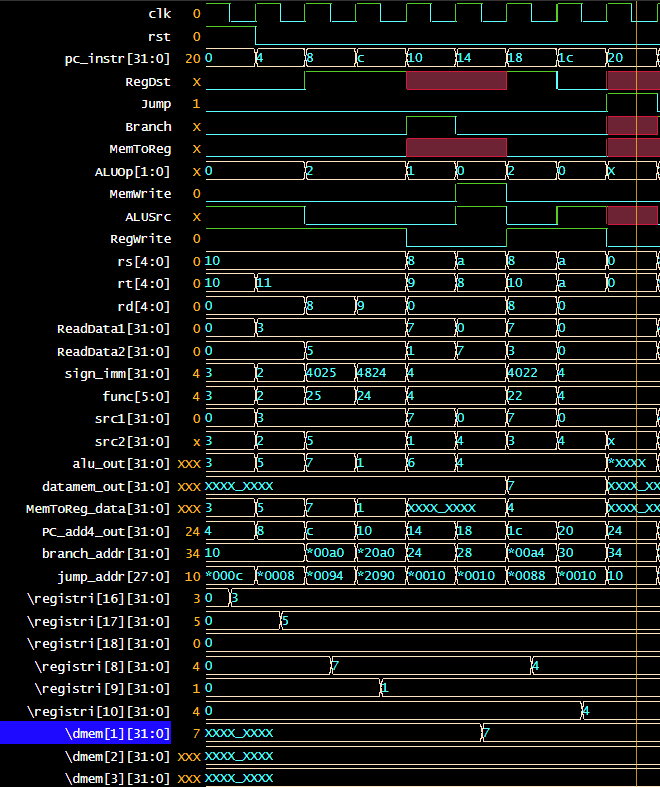 clk 0
rst 0
pc_instr[31:0] 20 0 4 8 c 10 14 18 1c 20
RegDst X
Jump 1
Branch X
MemToReg X
ALUOp[1:0] X 0 2 1 0 2 0 X
MemWrite 0
ALUSrc X
RegWrite 0
rs[4:0] 0 10 8 a 8 a 0
rt[4:0] 0 10 11 9 8 10 a 0
rd[4:0] 0 0 8 9 0 8 0
ReadData1[31:0] 0 0 3 7 0 7 0
ReadData2[31:0] 0 0 5 1 7 3 0
sign_imm[31:0] 4 3 2 4025 4824 4 4022 4
func[5:0] 4 3 2 25 24 4 22 4
src1[31:0] 0 0 3 7 0 7 0
src2[31:0] x 3 2 5 1 4 3 4 x
alu_out[31:0] XXX 3 5 7 1 6 4 *XXXX
datamem_out[31:0] XXX XXXX_XXXX 7 XXXX_XX
MemToReg_data[31:0] XXX 3 5 7 1 XXXX_XXXX 4 XXXX_XX
PC_add4_out[31:0] 24 4 8 c 10 14 18 1c 20 24
branch_addr[31:0] 34 10 *00a0 *20a0 24 28 *00a4 30 34
jump_addr[27:0] 10 *000c *0008 *0094 *2090 *0010 *0010 *0088 *0010 10
\registri[16][31:0] 3 0 3
\registri[17][31:0] 5 0 5
\registri[18][31:0] 0 0
\registri[8][31:0] 4 0 7 4
\registri[9][31:0] 1 0 1
\registri[10][31:0] 4 0 4
\dmem[1][31:0] 7 XXXX_XXXX 7
\dmem[2][31:0] XXX XXXX_XXXX
\dmem[3][31:0] XXX XXXX_XXXX